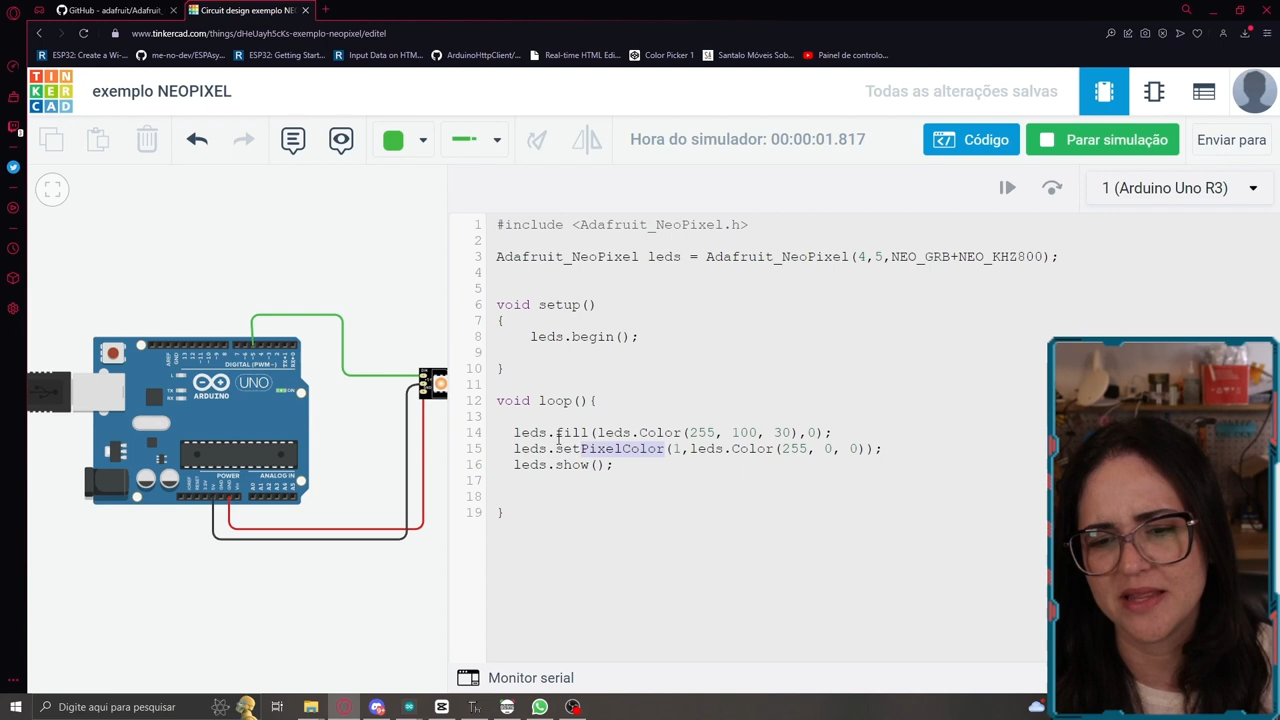 GitHub - adafruit/Adafruit_
Circuit design exemplo NEO
www.tinkercad.com/things/dHeUayh5cKs-exemplo-neopixel/editel
ESP32: Create a Wi-...
me-no-dev/ESPAsy...
ESP32: Getting Start...
Input Data on HTM...
ArduinoHttpClient/...
Real-time HTML Edi...
Color Picker 1
Santalo Móveis Sob...
Painel de controlo...
TINKERCAD
exemplo NEOPIXEL
Todas as alterações salvas
Hora do simulador: 00:00:01.817
Código
Parar simulação
Enviar para
1 (Arduino Uno R3)
1 #include <Adafruit_NeoPixel.h>
2
3 Adafruit_NeoPixel leds = Adafruit_NeoPixel(4,5,NEO_GRB+NEO_KHZ800);
4
5
6 void setup()
7 {
8 leds.begin();
9
10 }
11
12 void loop(){
13
14 leds.fill(leds.Color(255, 100, 30),0);
15 leds.setPixelColor(1,leds.Color(255, 0, 0));
16 leds.show();
17
18
19 }
DIGITAL (PWM~)
UNO
ARDUINO
TX
RX
ON
POWER
ANALOG IN
Monitor serial
Digite aqui para pesquisar